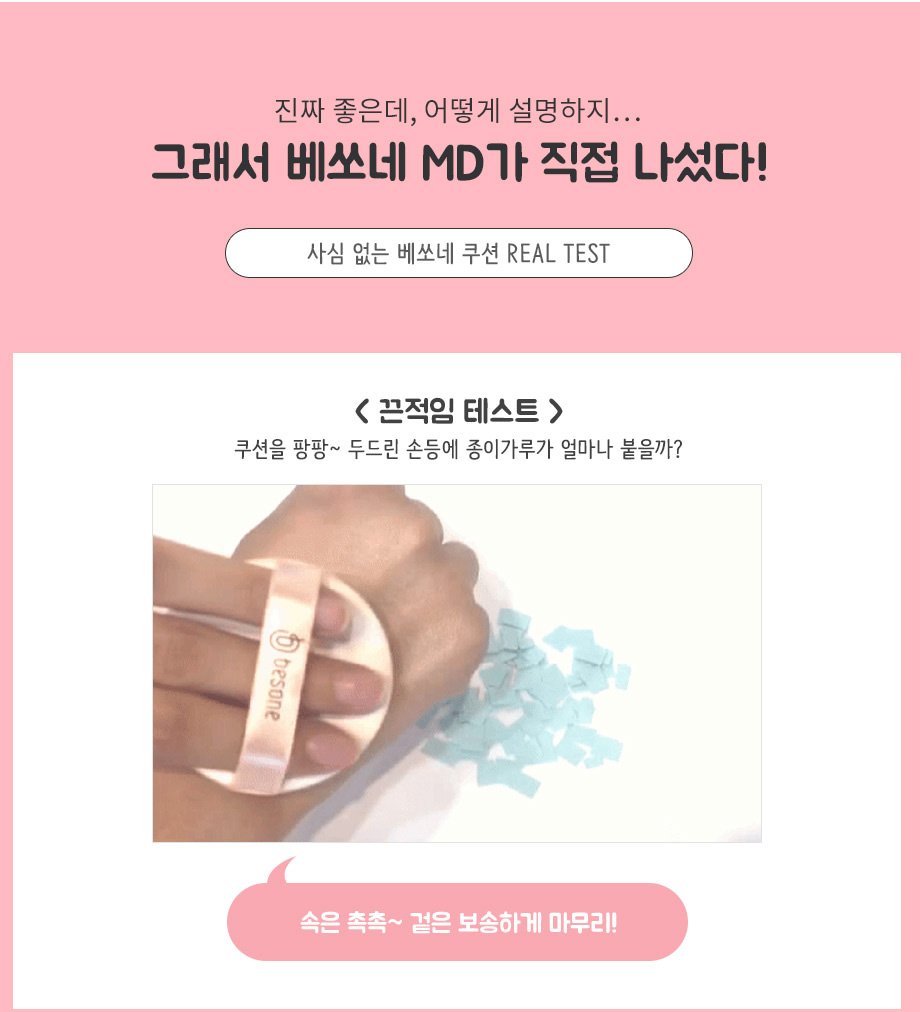 진짜 좋은데, 어떻게 설명하지...
그래서 베쏘네 MD가 직접 나섰다!
사심 없는 베쏘네 쿠션 REAL TEST
< 끈적임 테스트 >
쿠션을 팡팡~ 두드린 손등에 종이가루가 얼마나 붙을까?
besone
속은 촉촉~ 겉은 보송하게 마무리!